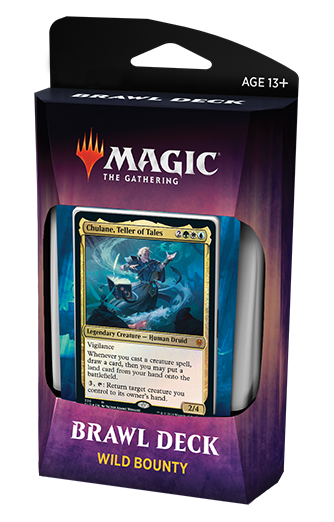 AGE 13+
BRAWL DECK
MAGIC
THE GATHERING
Chulane, Teller of Tales 2
Legendary Creature — Human Druid
Vigilance
Whenever you cast a creature spell,
draw a card, then you may put a
land card from your hand onto the
battlefield.
3, : Return target creature you
control to its owner's hand.
2/4
BRAWL DECK
WILD BOUNTY